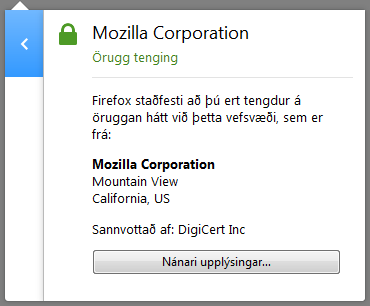 Mozilla Corporation
Örugg tenging
Firefox staðfesti að þú ert tengdur á
öruggan hátt við þetta vefsvæði, sem er
frá:
Mozilla Corporation
Mountain View
California, US
Sannvottað af: DigiCert Inc
Nánari upplýsingar...